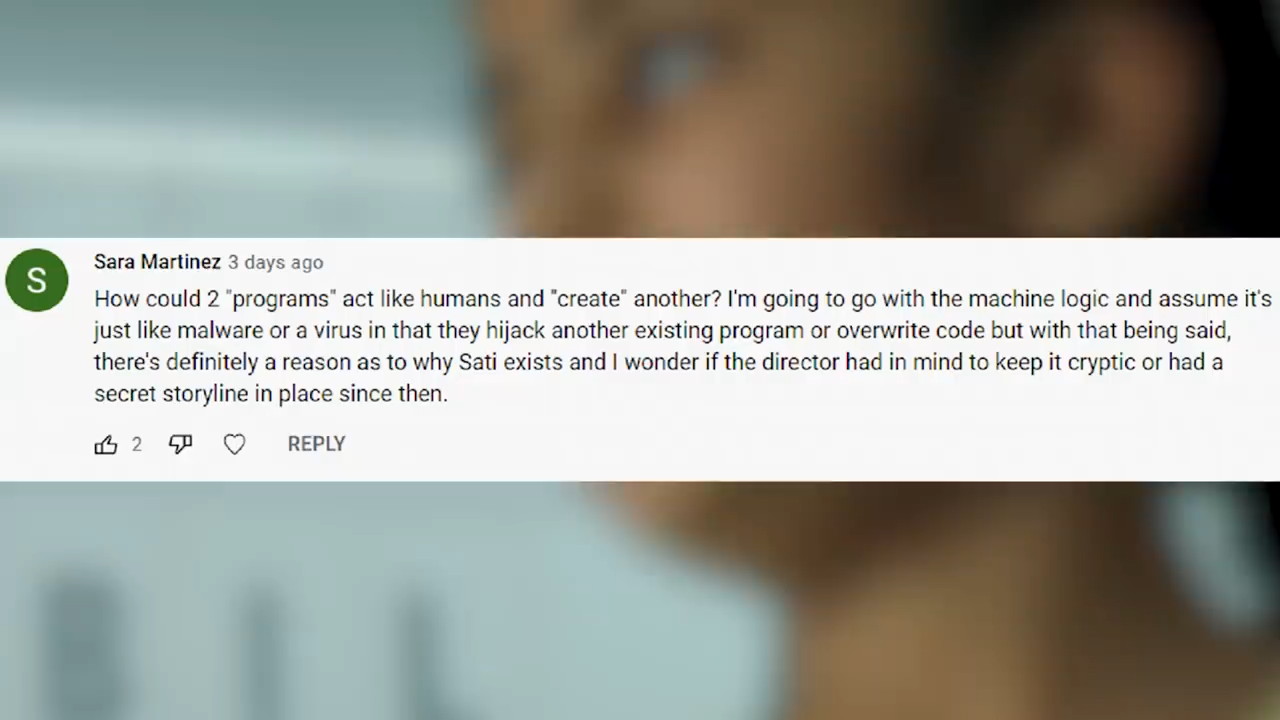 S
Sara Martinez 3 days ago
How could 2 "programs" act like humans and "create" another? I'm going to go with the machine logic and assume it's
just like malware or a virus in that they hijack another existing program or overwrite code but with that being said,
there's definitely a reason as to why Sati exists and I wonder if the director had in mind to keep it cryptic or had a
secret storyline in place since then.
2 REPLY